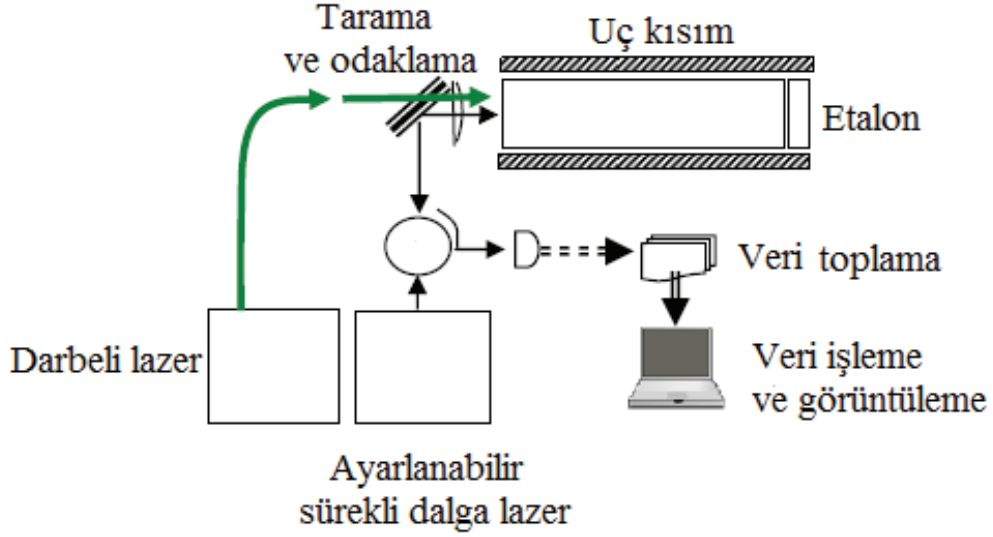 Tarama
ve odaklama
Uç kısım
Etalon
Veri toplama
Darbeli lazer
Veri işleme
ve görüntüleme
Ayarlanabilir
sürekli dalga lazer